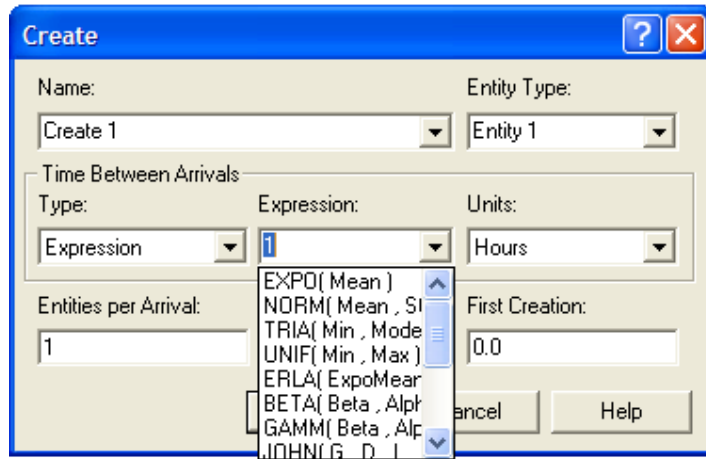 Create
Name:
Entity Type:
Create 1
Entity 1
Time Between Arrivals
Type:
Expression:
Units:
Expression
1
Hours
EXPO( Mean )
NORM( Mean ,
TRIA( Min , Mode
UNIF( Min , Max )
ERLA( ExpoMean
BETA( Beta , Alph
GAMM( Beta , Alp
JOHN( G , D , L
Entities per Arrival:
First Creation:
1
0.0
ancel
Help